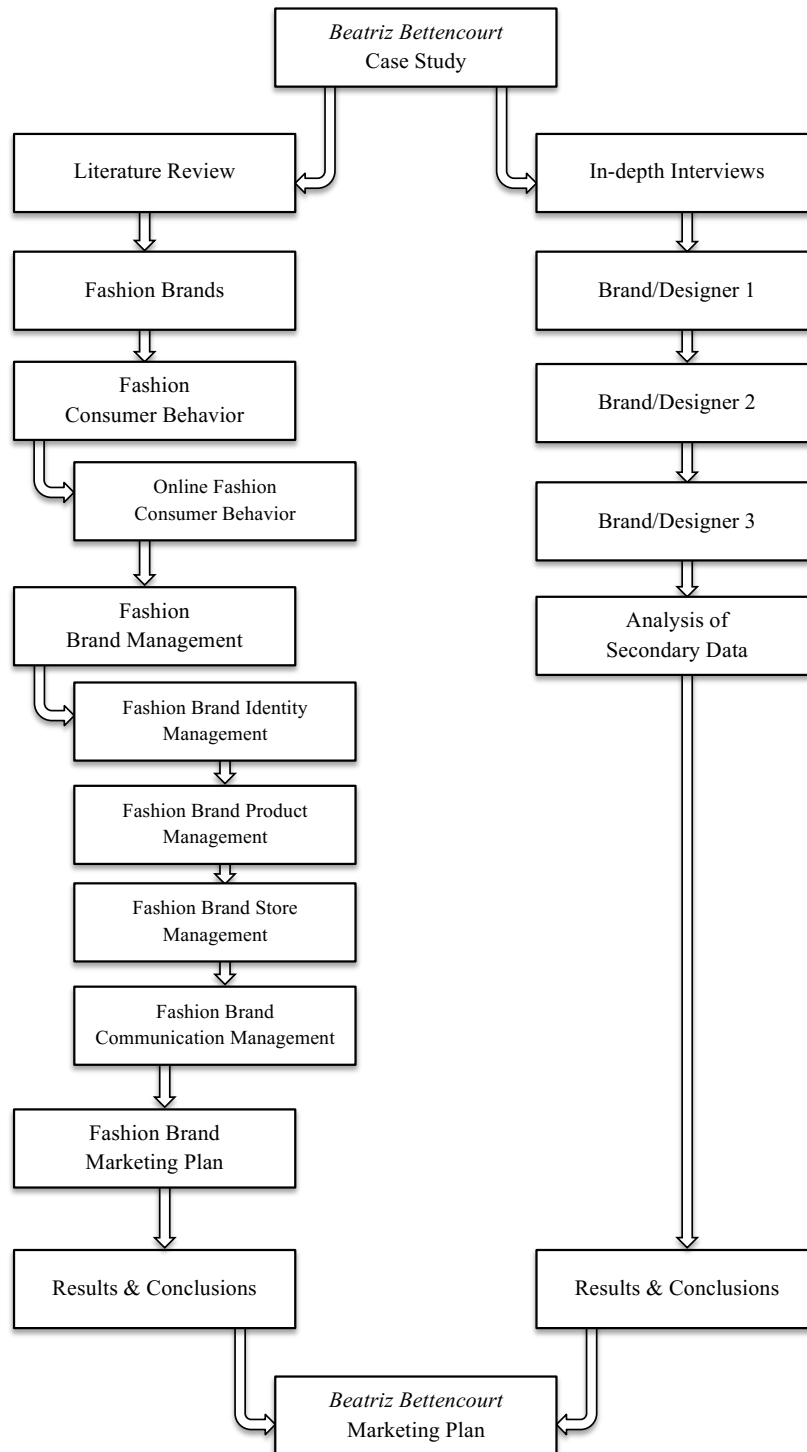 Beatriz Bettencourt
Case Study
Literature Review
In-depth Interviews
Fashion Brands
Brand/Designer 1
Fashion
Consumer Behavior
Brand/Designer 2
Online Fashion
Consumer Behavior
Brand/Designer 3
Fashion
Brand Management
Analysis of
Secondary Data
Fashion Brand Identity
Management
Fashion Brand Product
Management
Fashion Brand Store
Management
Fashion Brand
Communication Management
Fashion Brand
Marketing Plan
Results & Conclusions
Results & Conclusions
Beatriz Bettencourt
Marketing Plan